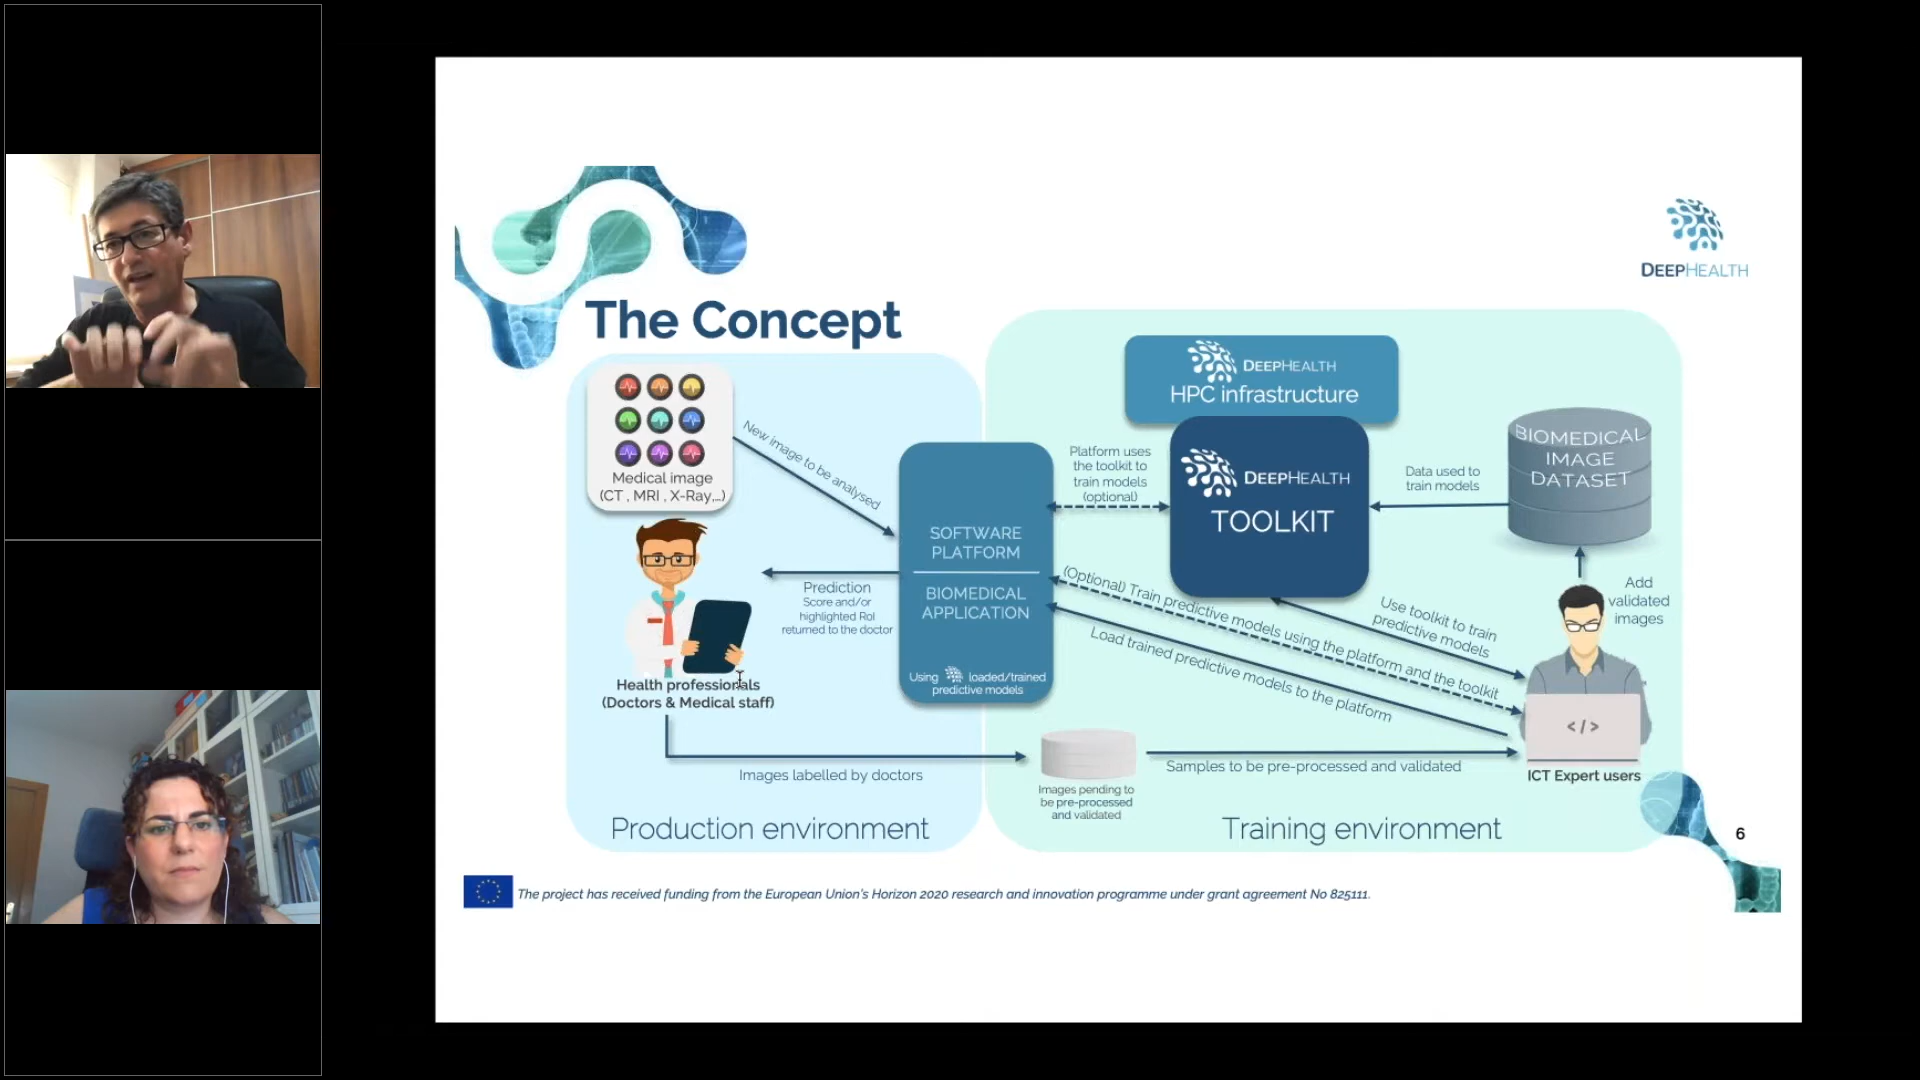 DEEPHEALTH
The Concept
DEEPHEALTH
HPC infrastructure
Medical image
(CT , MRI , X-Ray,...)
New image to be analysed
Platform uses
the toolkit to
train models
(optional)
DEEPHEALTH
TOOLKIT
Data used to
train models
BIOMEDICAL
IMAGE
DATASET
SOFTWARE
PLATFORM
BIOMEDICAL
APPLICATION
Using loaded/trained
predictive models
Prediction
Score and/or
highlighted RoI
returned to the doctor
(Optional) Train predictive models using the platform and the toolkit
Load trained predictive models to the platform
Use toolkit to train
predictive models
Add
validated
images
Health professionals
(Doctors & Medical staff)
</>
Images labelled by doctors
Samples to be pre-processed and validated
ICT Expert users
Images pending to
be pre-processed
and validated
Production environment
Training environment
6
The project has received funding from the European Union's Horizon 2020 research and innovation programme under grant agreement No 825111.